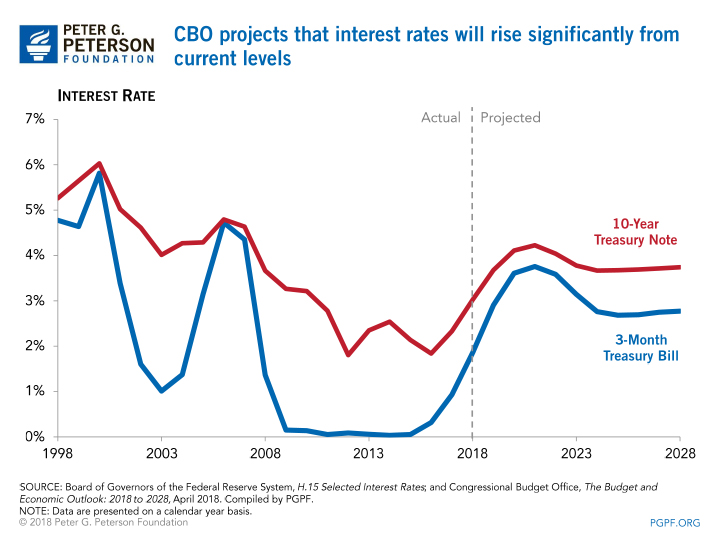 PETER G.
PETERSON
FOUNDATION
CBO projects that interest rates will rise significantly from
current levels
INTEREST RATE
Actual
Projected
7%
6%
5%
4%
3%
2%
1%
0%
10-Year
Treasury Note
3-Month
Treasury Bill
1998
2003
2008
2013
2018
2023
2028
SOURCE: Board of Governors of the Federal Reserve System, H.15 Selected Interest Rates; and Congressional Budget Office, The Budget and
Economic Outlook: 2018 to 2028, April 2018. Compiled by PGPF.
NOTE: Data are presented on a calendar year basis.
© 2018 Peter G. Peterson Foundation
PGPF.ORG